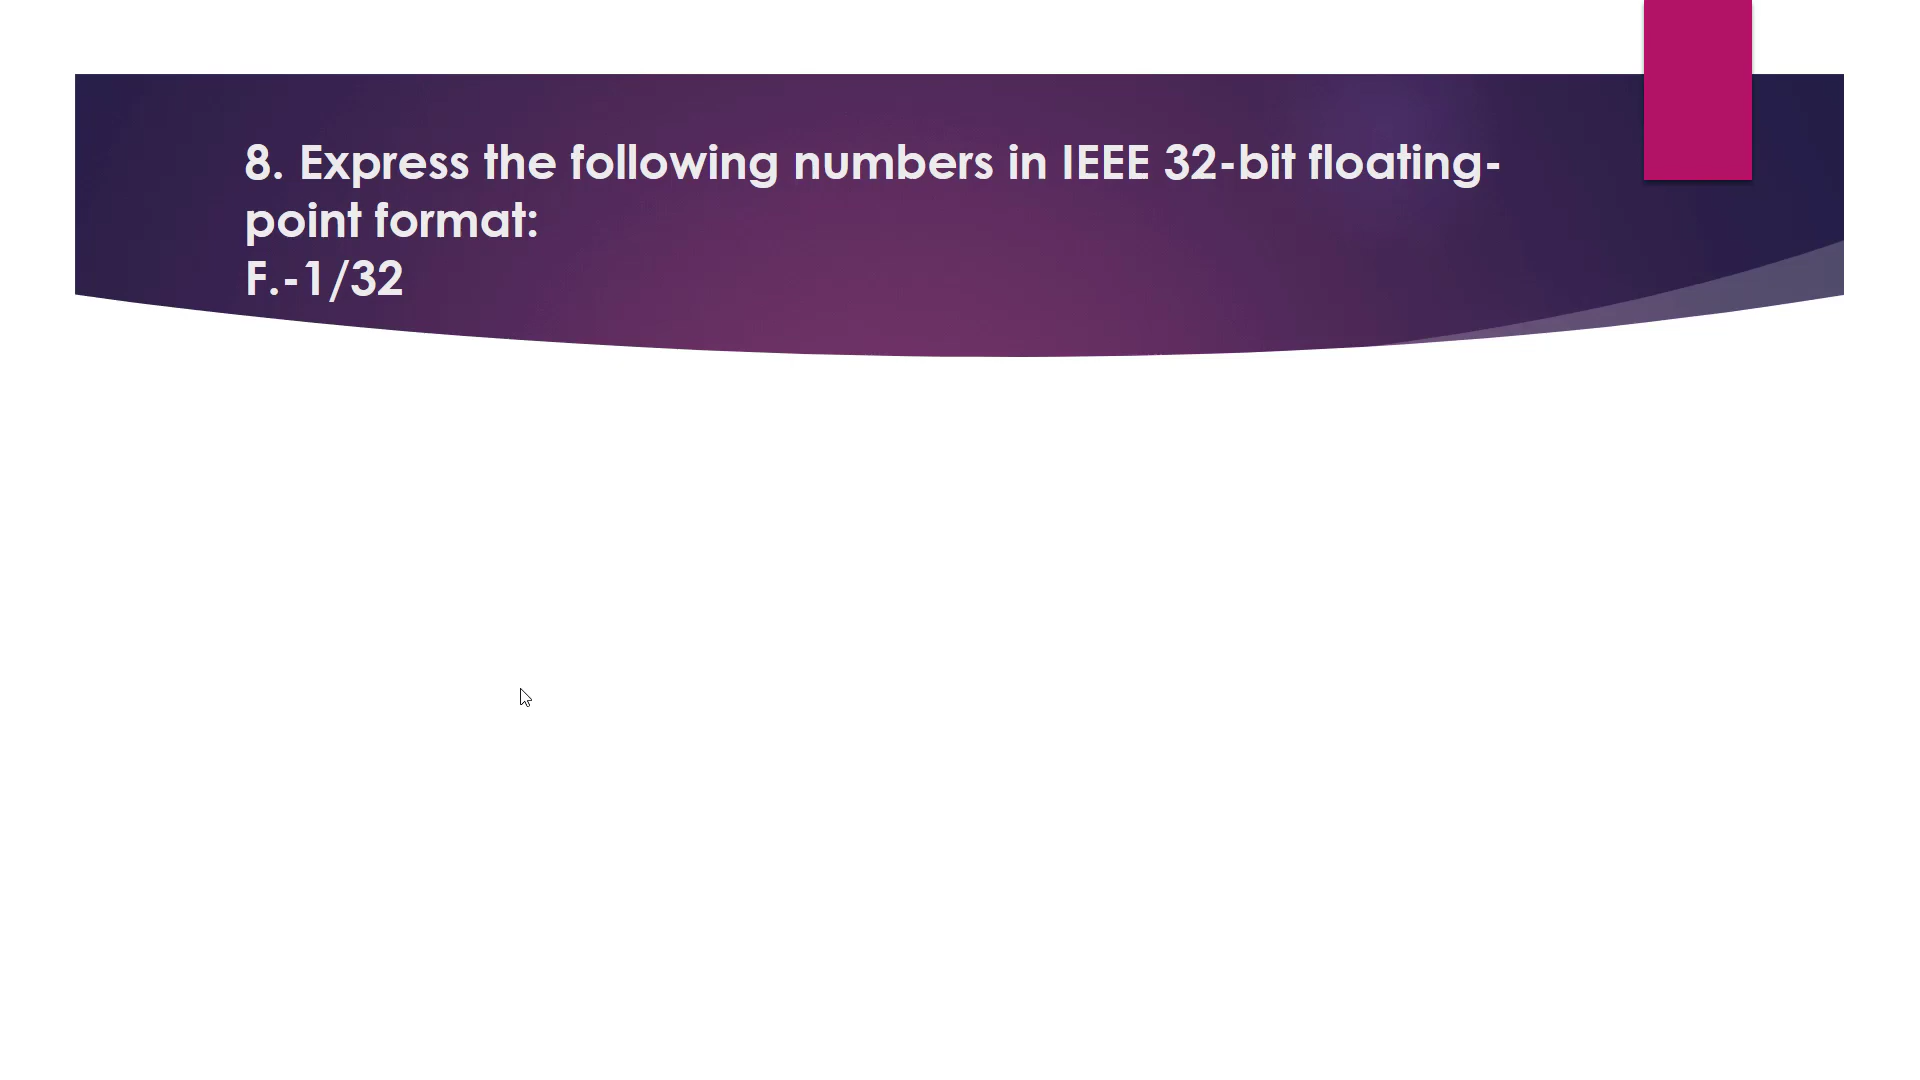 8. Express the following numbers in IEEE 32-bit floating-
point format:
F.-1/32